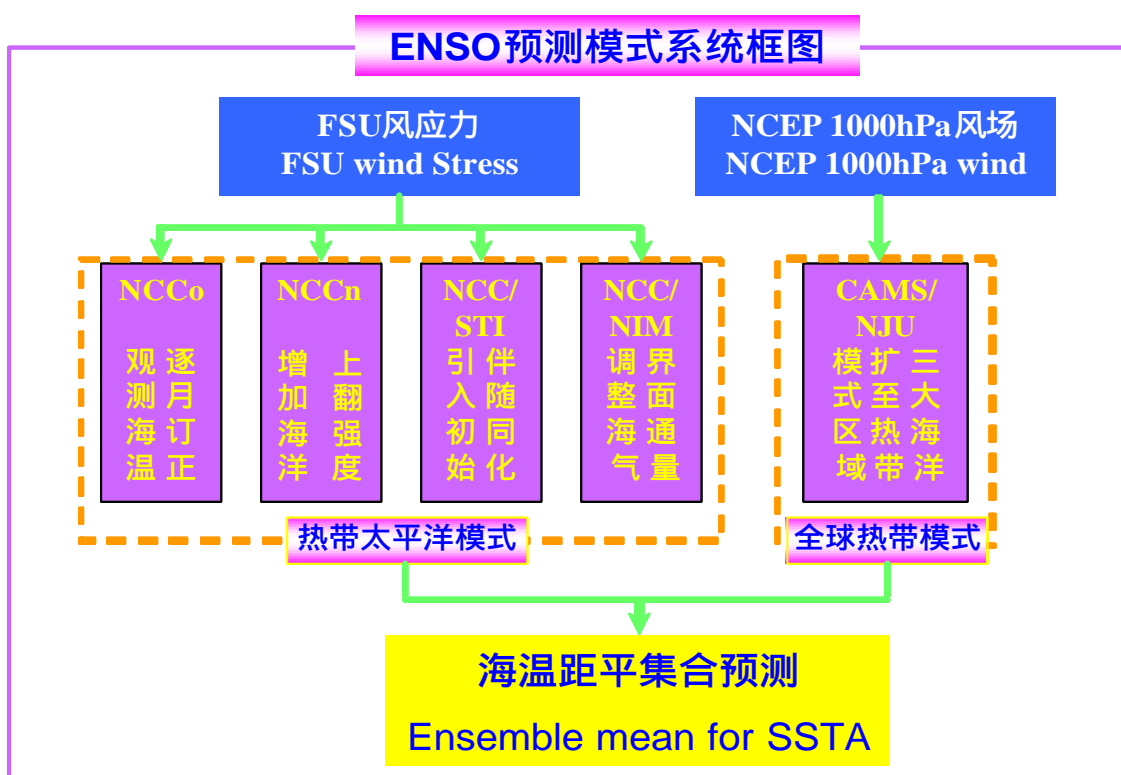 ENSO预测模式系统框图
FSU风应力
FSU wind Stress
NCEP 1000hPa风场
NCEP 1000hPa wind
NCCo
观测海温
逐月订正
NCCn
增加海洋
上翻强度
NCC/
STI
引入初始
伴随同化
NCC/
NIM
调整海气
界面通量
CAMS/
NJU
模式区域
扩至热带
三大海洋
热带太平洋模式
全球热带模式
海温距平集合预测
Ensemble mean for SSTA